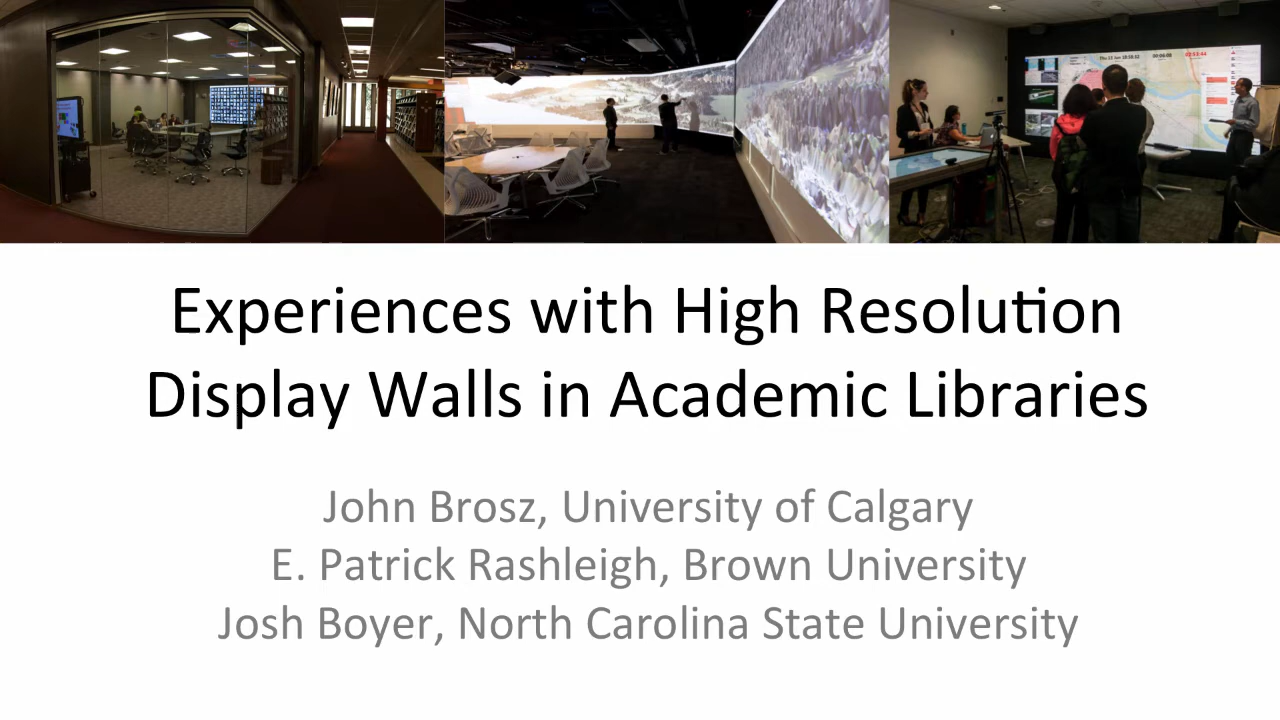 Experiences with High Resolution
Display Walls in Academic Libraries
John Brosz, University of Calgary
E. Patrick Rashleigh, Brown University
Josh Boyer, North Carolina State University